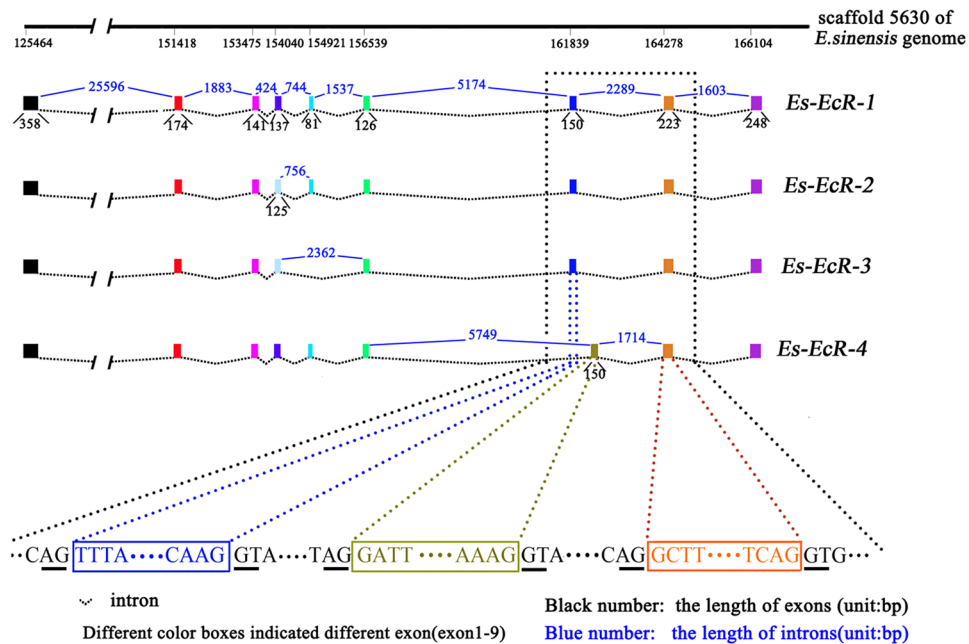 scaffold 5630 of
E.sinensis genome
125464 151418 153475 154040 154921 156539 161839 164278 166104
25596 1883 424 744 1537 5174 2289 1603
Es-EcR-1
358 174 141 137 81 126 150 223 248
756
Es-EcR-2
125
2362
Es-EcR-3
5749 1714
Es-EcR-4
150
CAG TTTA CAAG GTA TAG GATT AAAG GTA CAG GCTT TCAG GTG
intron
Black number: the length of exons (unit:bp)
Different color boxes indicated different exon(exon1-9)
Blue number: the length of introns(unit:bp)